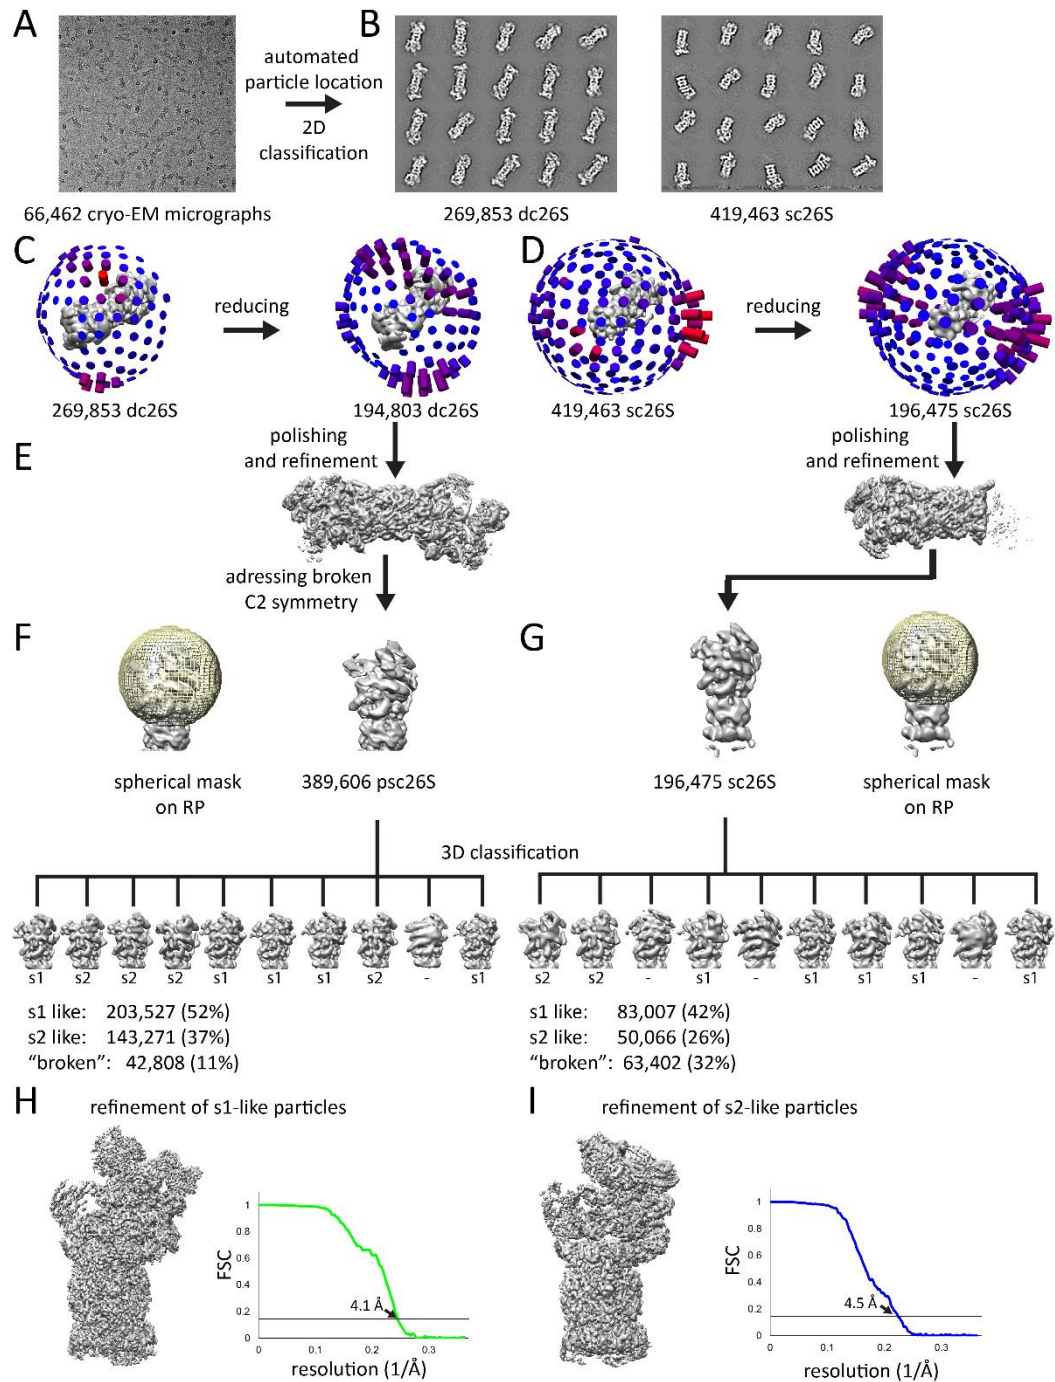 A
B
automated
particle location
2D
classification
66,462 cryo-EM micrographs
269,853 dc26S
419,463 sc26S
C
D
reducing
reducing
269,853 dc26S
194,803 dc26S
419,463 sc26S
196,475 sc26S
E
polishing
and refinement
polishing
and refinement
adressing broken
C2 symmetry
F
G
spherical mask
on RP
389,606 psc26S
196,475 sc26S
spherical mask
on RP
3D classification
s1 s2 s2 s2 s1 s1 s1 s2 - s1
s2 s2 - s1 - s1 s1 s1 - s1
s1 like: 203,527 (52%)
s2 like: 143,271 (37%)
“broken”: 42,808 (11%)
83,007 (42%)
s1 like:
s2 like: 50,066 (26%)
“broken”: 63,402 (32%)
H
refinement of s1-like particles
I
refinement of s2-like particles
1
0.8
0.6
0.4
0.2
0
FSC
4.1 Å
0 0.1 0.2 0.3
resolution (1/Å)
1
0.8
0.6
0.4
0.2
0
FSC
4.5 Å
0 0.1 0.2 0.3
resolution (1/Å)